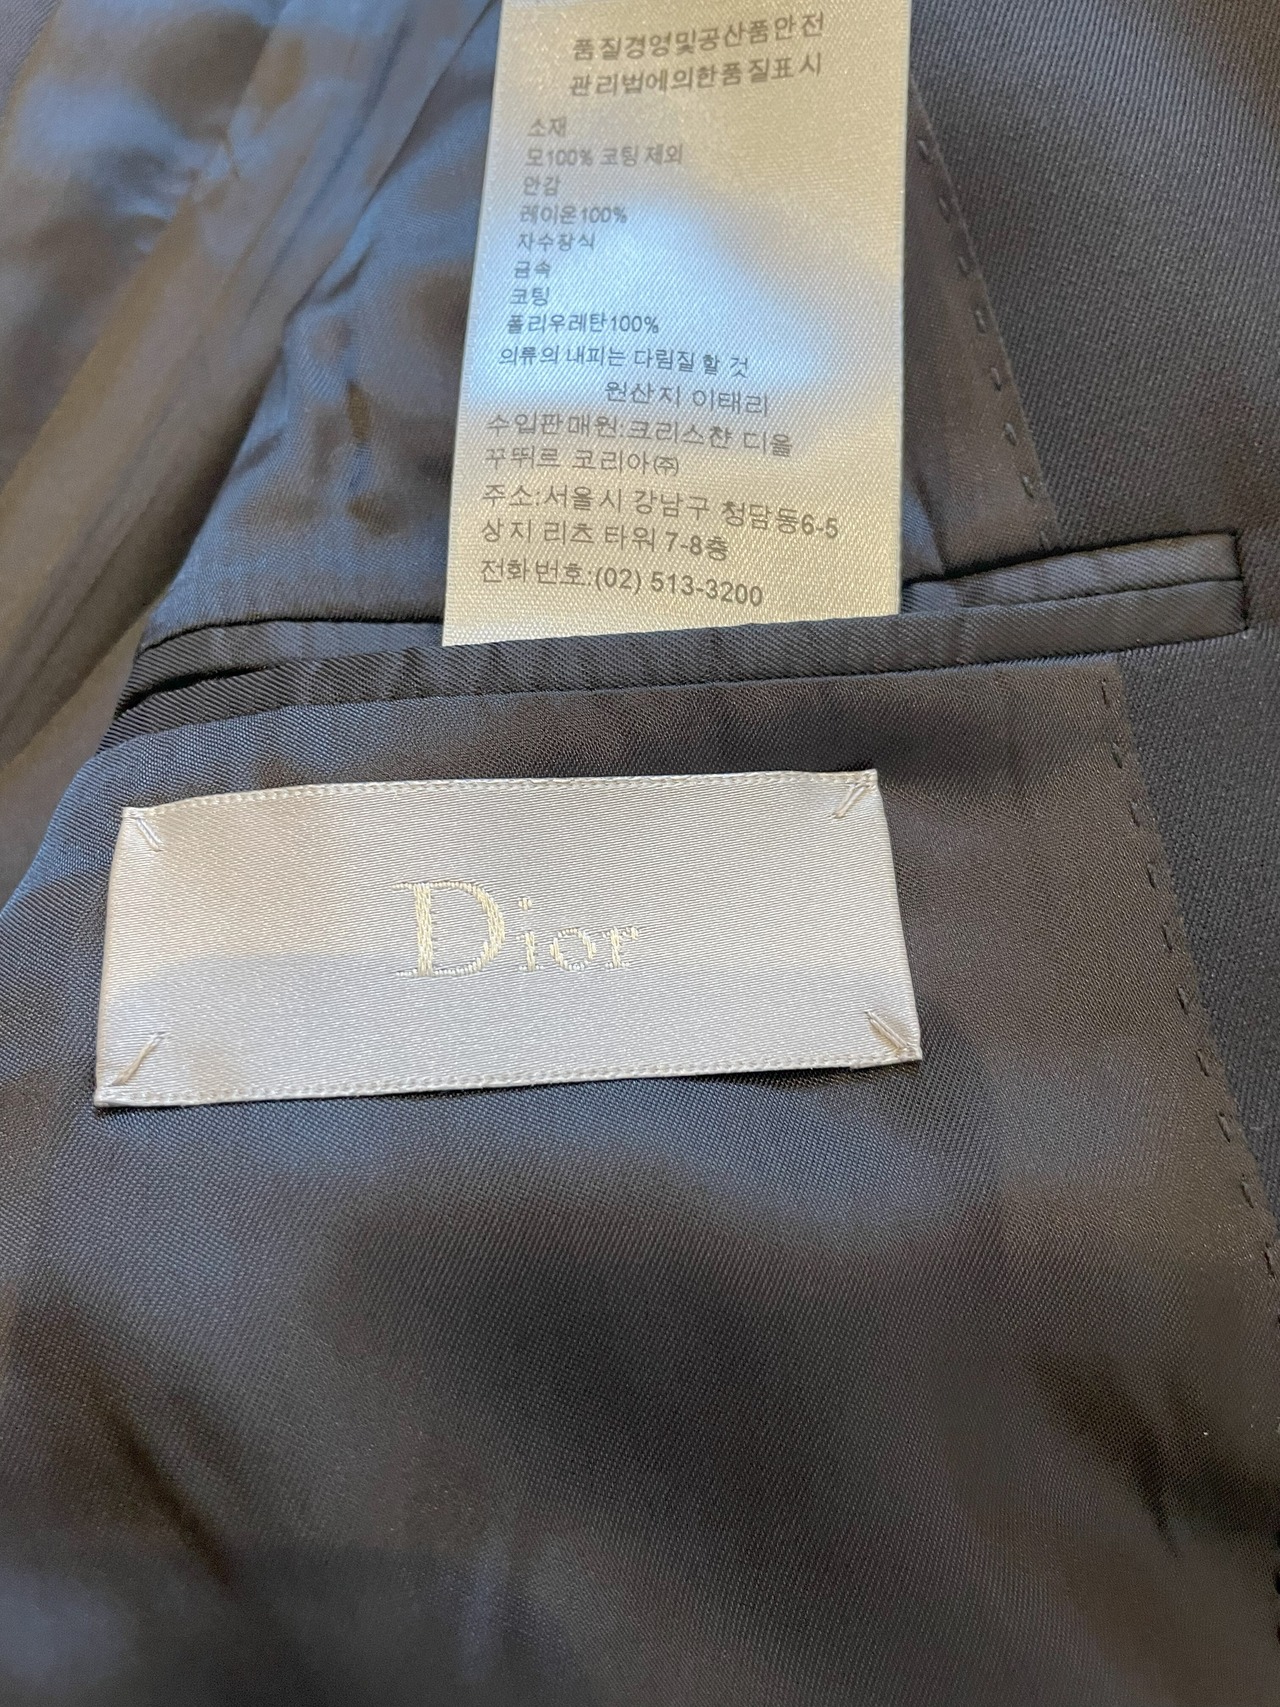 품질경영및공산품안전
관리법에의한품질표시
소재
모100% 코팅 제외
안감
레이온100%
자수장식
금속
코팅
폴리우레탄100%
의류의 내피는 다림질 할 것
원산지 이태리
수입판매원:크리스챤 디올
꾸뛰르 코리아㈜
주소:서울시 강남구 청담동6-5
상지 리츠 타워 7-8층
전화번호:(02) 513-3200
Dior